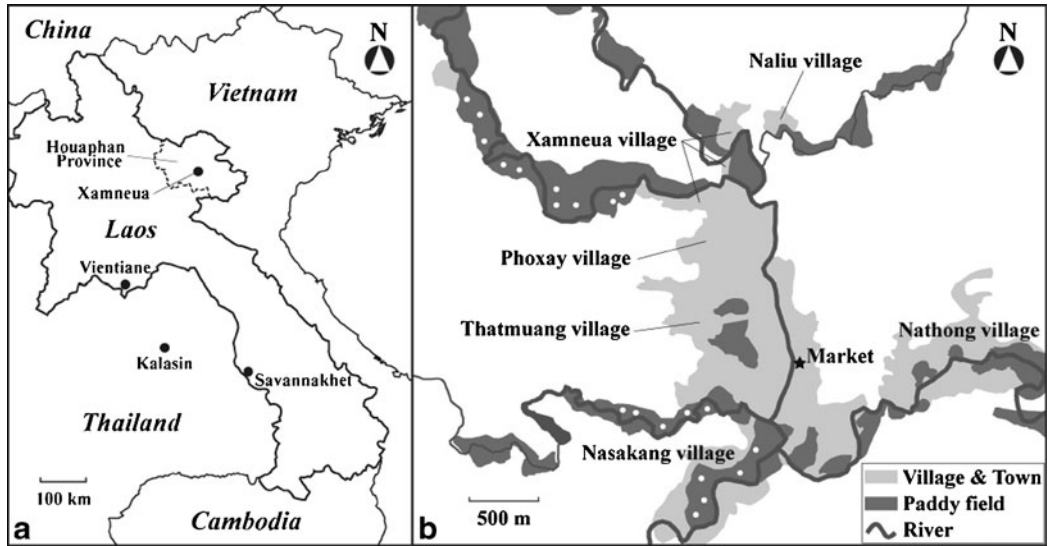 China
N
Vietnam
Houaphan
Province
Xamneua
Laos
Vientiane
Kalasin
Savannakhet
Thailand
100 km
Cambodia
a
N
Naliu village
Xamneua village
Phoxay village
Thatmuang village
Nathong village
Market
Nasakang village
500 m
Village & Town
Paddy field
River
b